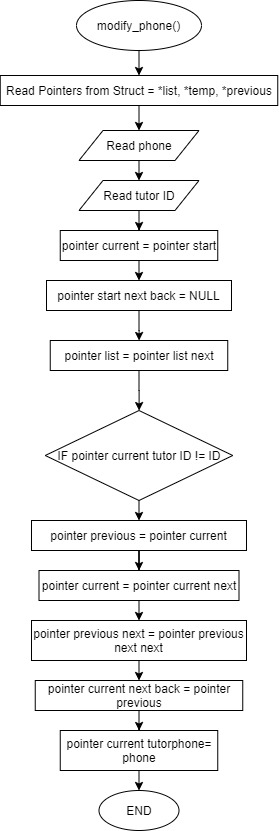 modify_phone()
Read Pointers from Struct = *list, *temp, *previous
Read phone
Read tutor ID
pointer current = pointer start
pointer start next back = NULL
pointer list = pointer list next
IF pointer current tutor ID != ID
pointer previous = pointer current
pointer current = pointer current next
pointer previous next = pointer previous
next next
pointer current next back = pointer
previous
pointer current tutorphone=
phone
END